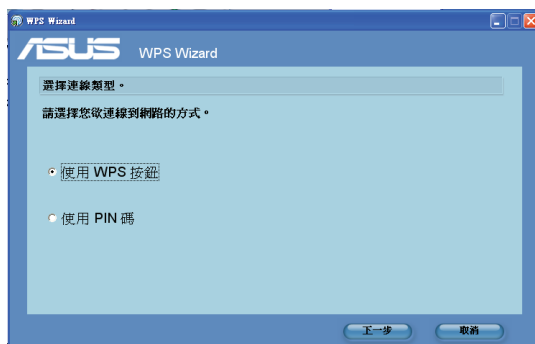 WPS Wizard
ASUS WPS Wizard
選擇連線類型。
請選擇您欲連線到網路的方式。
使用 WPS 按鈕
使用 PIN 碼
下一步 取消